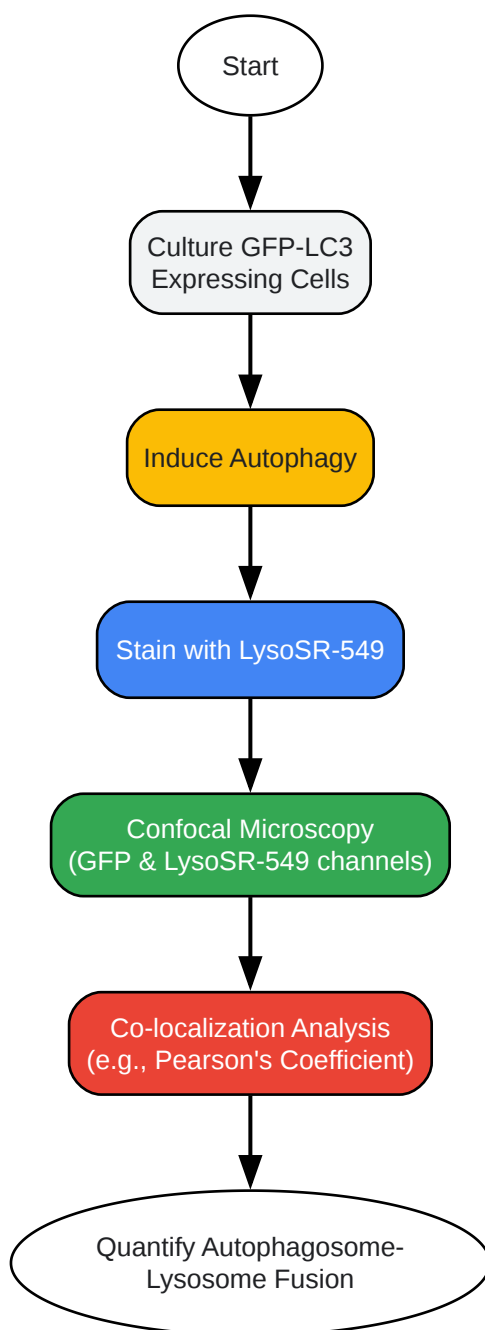 Start
Culture GFP-LC3
Expressing Cells
Induce Autophagy
Stain with LysoSR-549
Confocal Microscopy
(GFP & LysoSR-549 channels)
Co-localization Analysis
(e.g., Pearson's Coefficient)
Quantify Autophagosome-
Lysosome Fusion